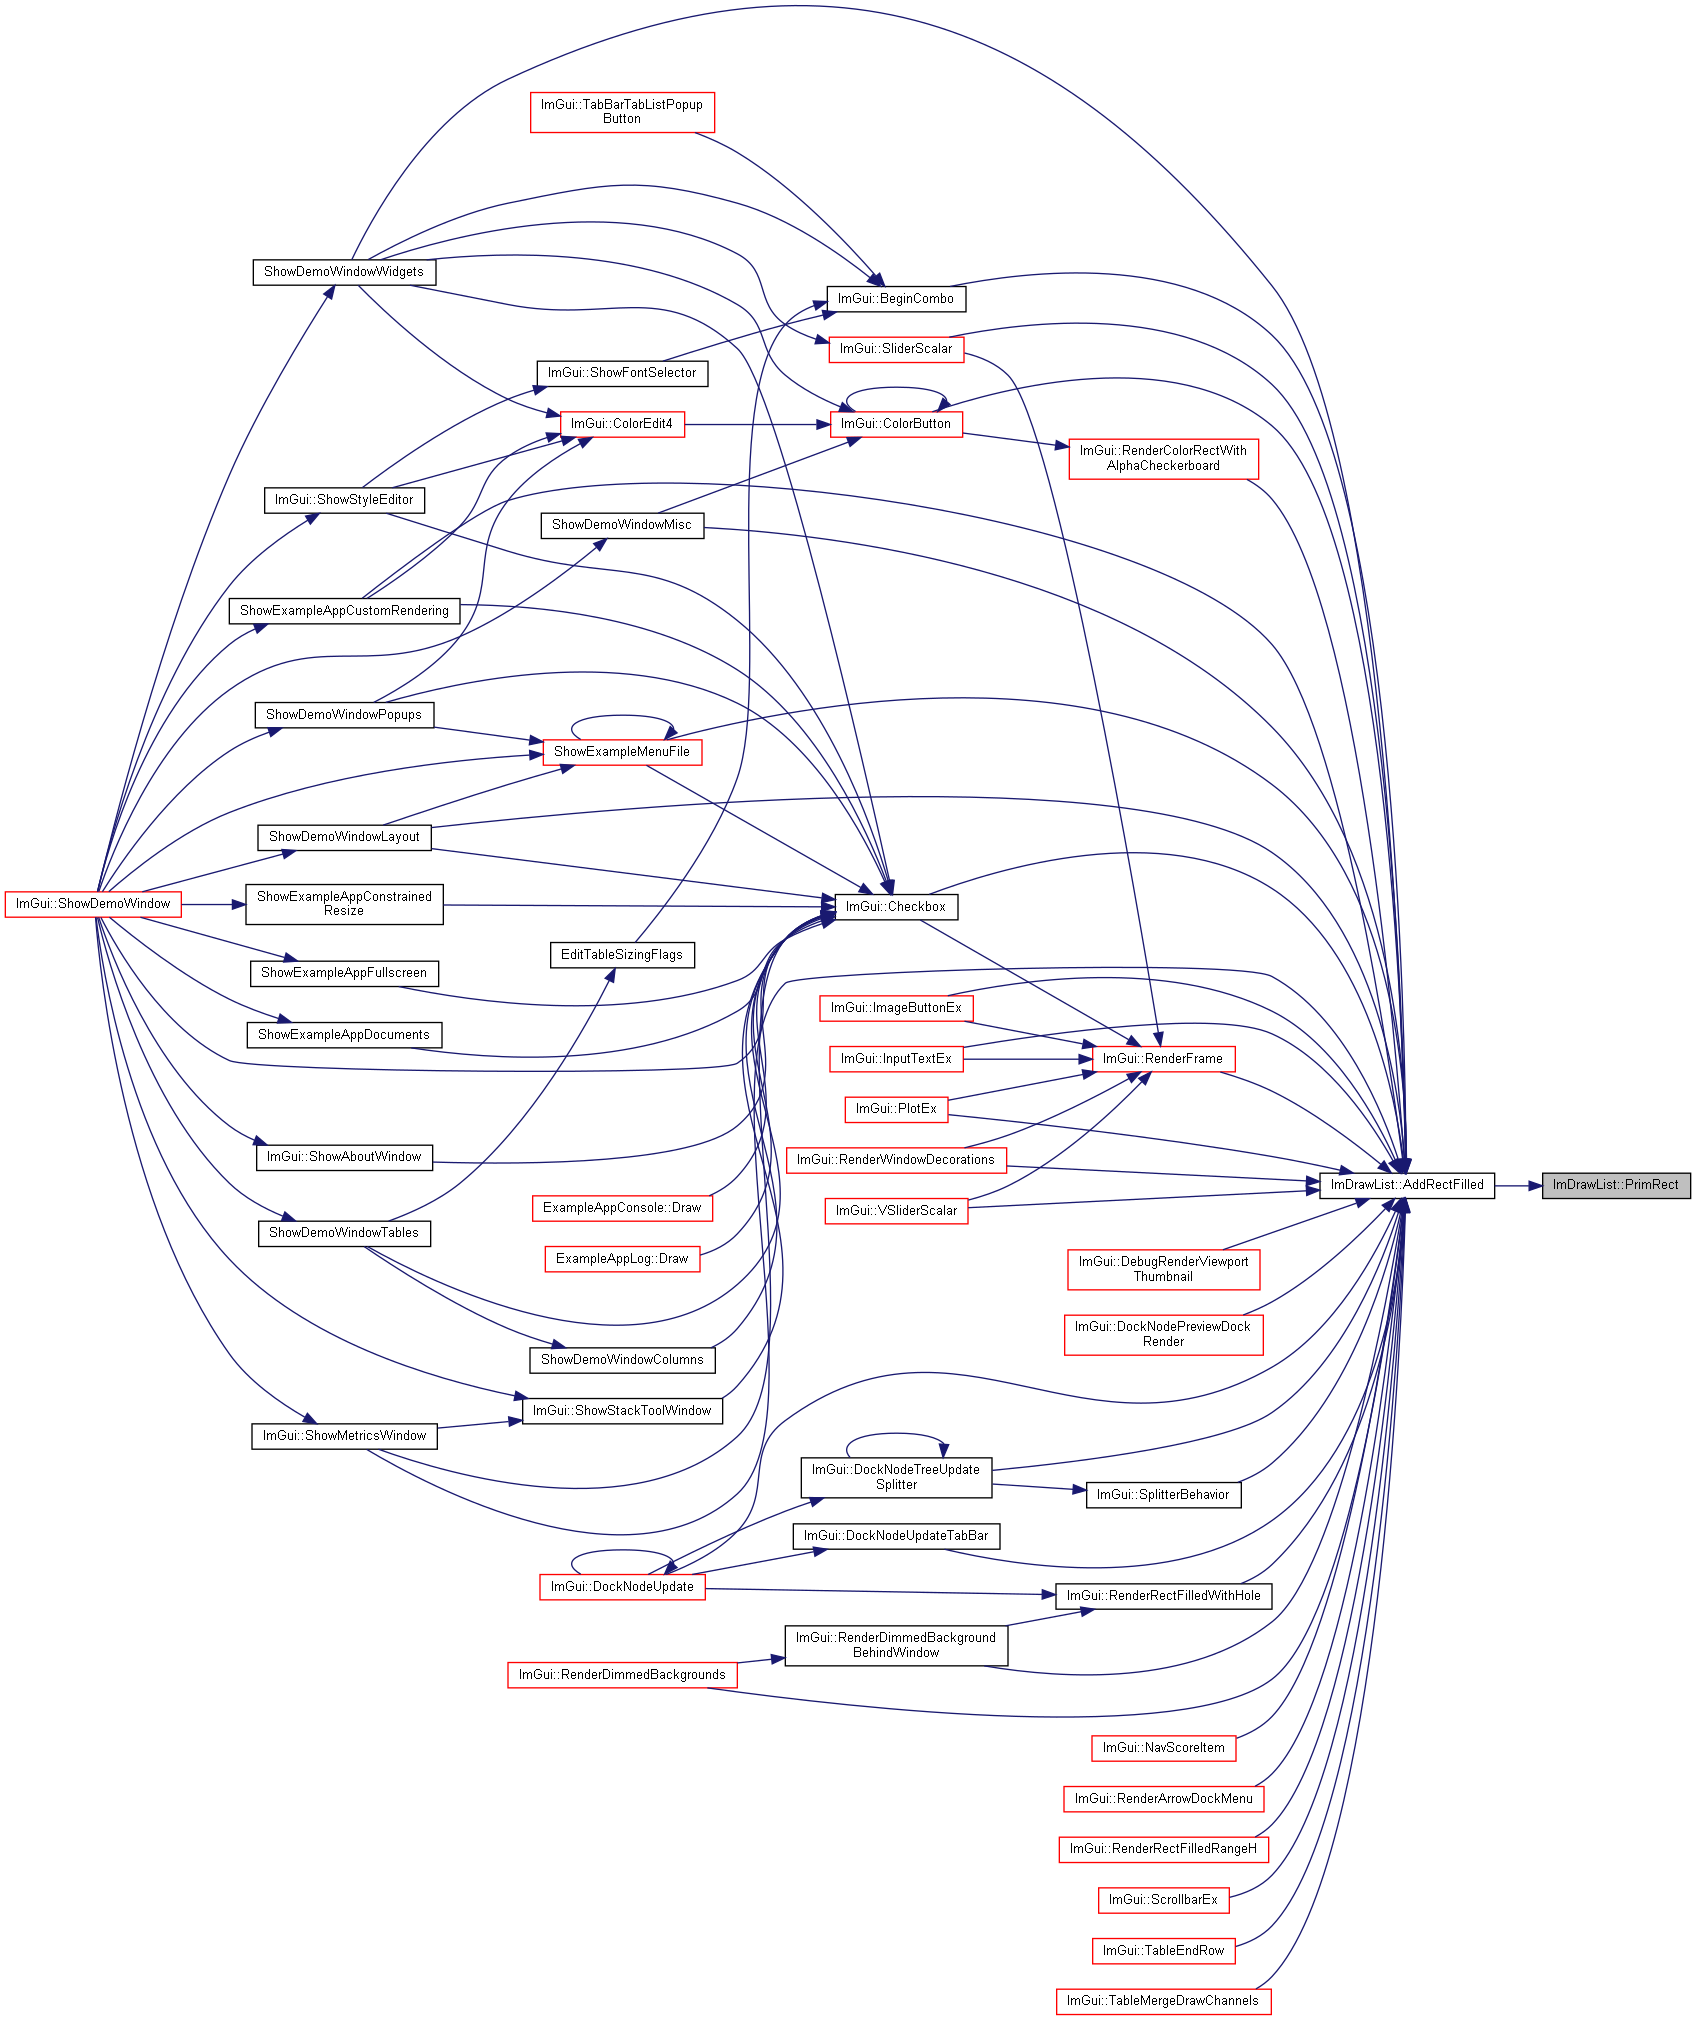 ImGui::TabBarTabListPopup
Button
ShowDemoWindowWidgets
ImGui::BeginCombo
ImGui::SliderScalar
ImGui::ShowFontSelector
ImGui::ColorEdit4
ImGui::ColorButton
ImGui::RenderColorRectWith
AlphaCheckerboard
ImGui::ShowStyleEditor
ShowDemoWindowMisc
ShowExampleAppCustomRendering
ShowDemoWindowPopups
ShowExampleMenuFile
ShowDemoWindowLayout
ImGui::ShowDemoWindow
ShowExampleAppConstrained
Resize
ImGui::Checkbox
EditTableSizingFlags
ShowExampleAppFullscreen
ImGui::ImageButtonEx
ShowExampleAppDocuments
ImGui::InputTextEx
ImGui::RenderFrame
ImGui::PlotEx
ImGui::ShowAboutWindow
ImGui::RenderWindowDecorations
ImDrawList::AddRectFilled
ImDrawList::PrimRect
ExampleAppConsole::Draw
ImGui::VSliderScalar
ShowDemoWindowTables
ExampleAppLog::Draw
ImGui::DebugRenderViewport
Thumbnail
ImGui::DockNodePreviewDock
Render
ShowDemoWindowColumns
ImGui::ShowStackToolWindow
ImGui::ShowMetricsWindow
ImGui::DockNodeTreeUpdate
Splitter
ImGui::SplitterBehavior
ImGui::DockNodeUpdateTabBar
ImGui::DockNodeUpdate
ImGui::RenderRectFilledWithHole
ImGui::RenderDimmedBackground
BehindWindow
ImGui::RenderDimmedBackgrounds
ImGui::NavScoreItem
ImGui::RenderArrowDockMenu
ImGui::RenderRectFilledRangeH
ImGui::ScrollbarEx
ImGui::TableEndRow
ImGui::TableMergeDrawChannels